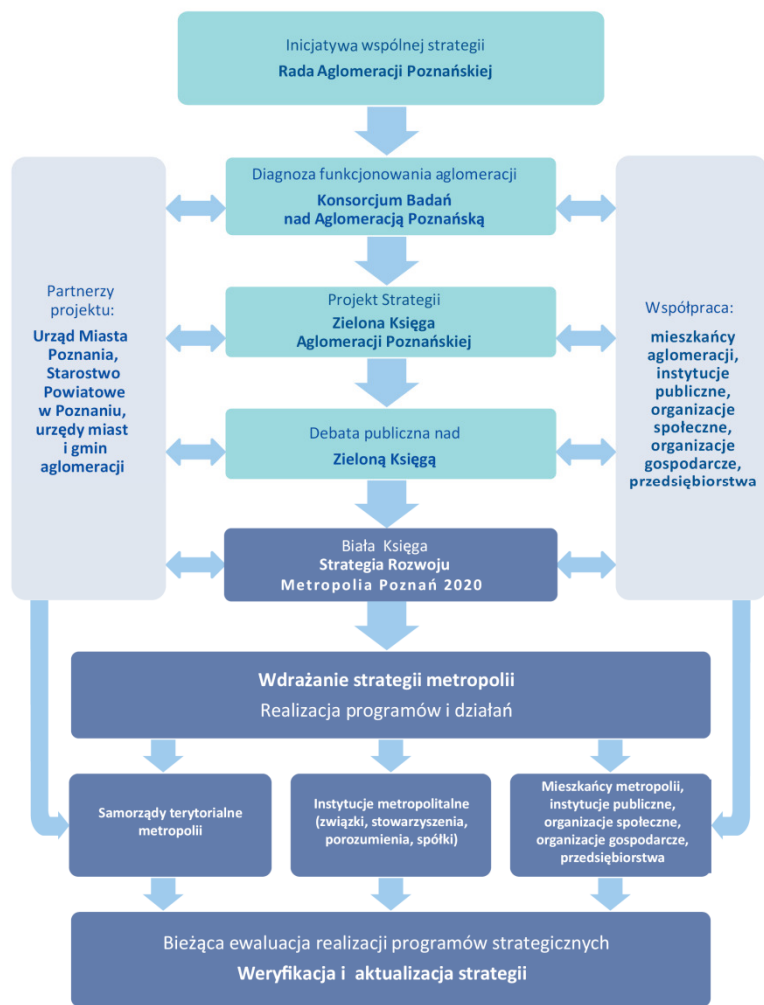 Inicjatywa wspólnej strategii
Rada Aglomeracji Poznańskiej
Diagnoza funkcjonowania aglomeracji
Konsorcjum Badań
nad Aglomeracją Poznańską
Partnerzy
projektu:
Urząd Miasta
Poznania,
Starostwo
Powiatowe
w Poznaniu,
urzędy miast
i gmin
aglomeracji
Projekt Strategii
Zielona Księga
Aglomeracji Poznańskiej
Współpraca:
mieszkańcy
aglomeracji,
instytucje
publiczne,
organizacje
społeczne,
organizacje
gospodarcze,
przedsiębiorstwa
Debata publiczna nad
Zieloną Księgą
Biała Księga
Strategia Rozwoju
Metropolia Poznań 2020
Wdrażanie strategii metropolii
Realizacja programów i działań
Samorządy terytorialne
metropolii
Instytucje metropolitalne
(związki, stowarzyszenia,
porozumienia, spółki)
Mieszkańcy metropolii,
instytucje publiczne,
organizacje społeczne,
organizacje gospodarcze,
przedsiębiorstwa
Bieżąca ewaluacja realizacji programów strategicznych
Weryfikacja i aktualizacja strategii